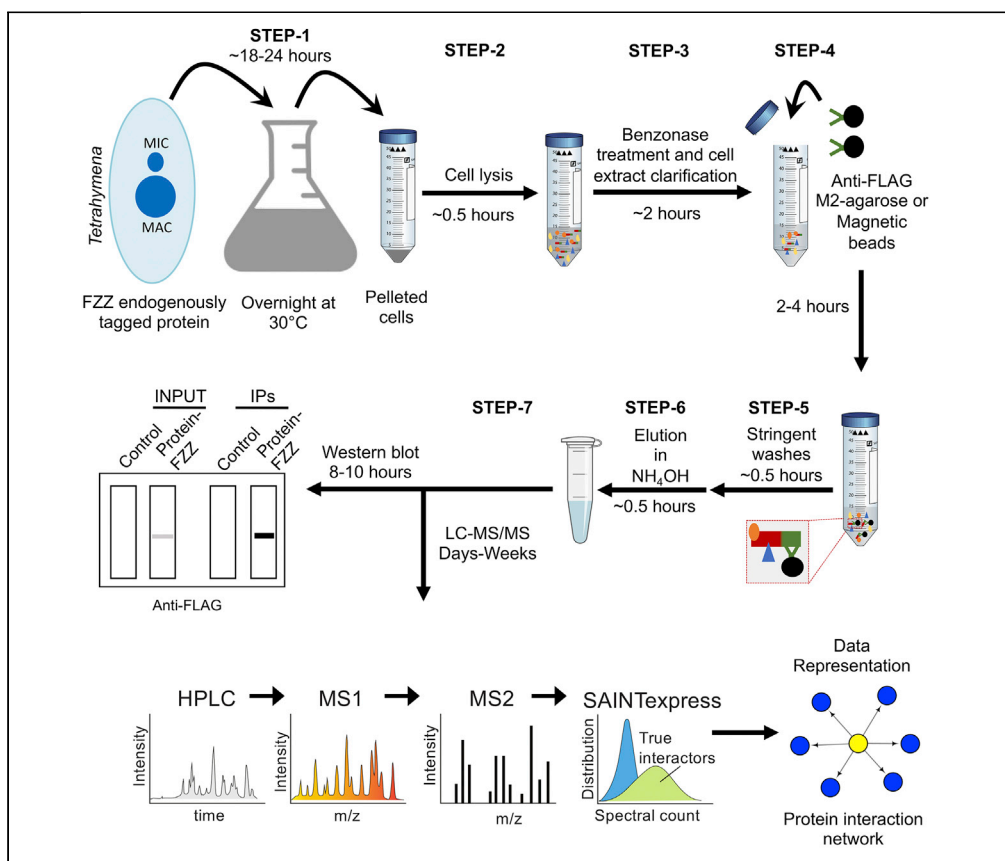 STEP-1
~18-24 hours
STEP-2
STEP-3
STEP-4
Tetrahymena
MIC
MAC
FZZ endogenously
tagged protein
Overnight at
30°C
Pelleted
cells
Cell lysis
~0.5 hours
Benzonase
treatment and cell
extract clarification
~2 hours
Anti-FLAG
M2-agarose or
Magnetic
beads
2-4 hours
STEP-5
Stringent
washes
~0.5 hours
STEP-6
Elution
in
NH4OH
~0.5 hours
STEP-7
Western blot
8-10 hours
LC-MS/MS
Days-Weeks
INPUT
IPs
Control
Protein-
FZZ
Control
Protein-
FZZ
Anti-FLAG
HPLC
MS1
MS2
SAINTexpress
Intensity
time
Intensity
m/z
Intensity
m/z
Distribution
True
interactors
Spectral count
Data
Representation
Protein interaction
network